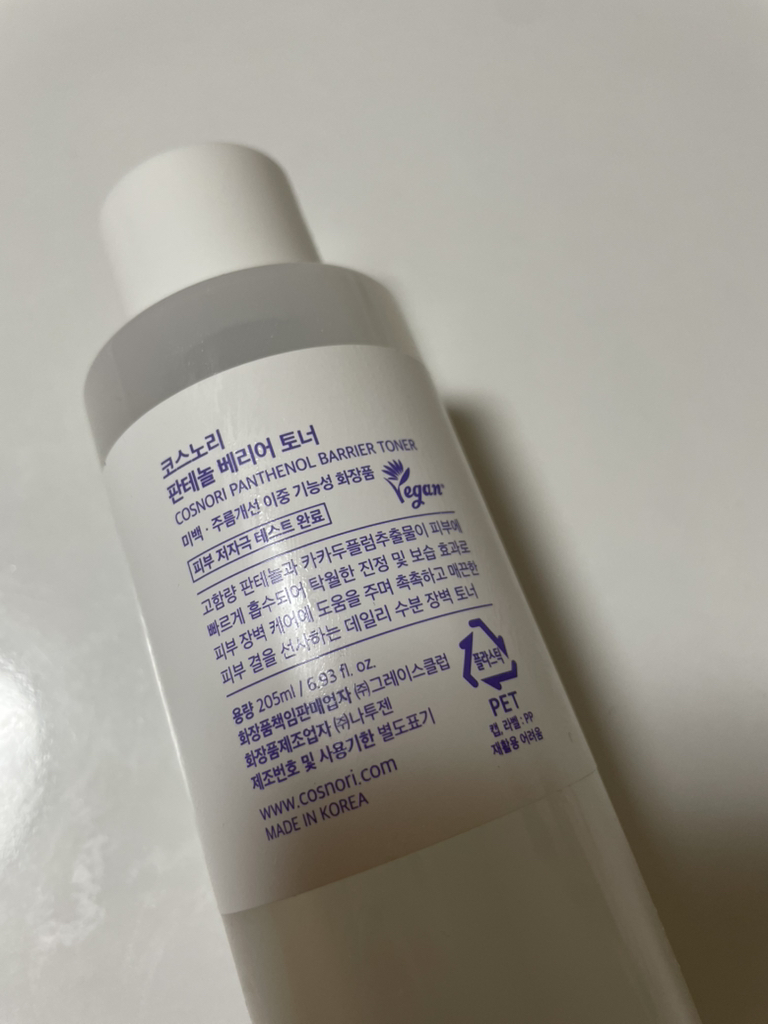 코스노리
판테놀 베리어 토너
COSNORI PANTHENOL BARRIER TONER
미백 · 주름개선 이중 기능성 화장품
Vegan
피부 저자극 테스트 완료
고함량 판테놀과 카카두플럼추출물이 피부에
빠르게 흡수되어 탁월한 진정 및 보습 효과로
피부 장벽 케어에 도움을 주며 촉촉하고 매끈한
피부 결을 선사하는 데일리 수분 장벽 토너
용량 205ml / 6.93 fl. oz.
화장품책임판매업자 ㈜그레이스클럽
화장품제조업자 ㈜나투젠
제조번호 및 사용기한 별도표기
www.cosnori.com
MADE IN KOREA
플라스틱
PET
캡, 라벨 : PP
재활용 어려움